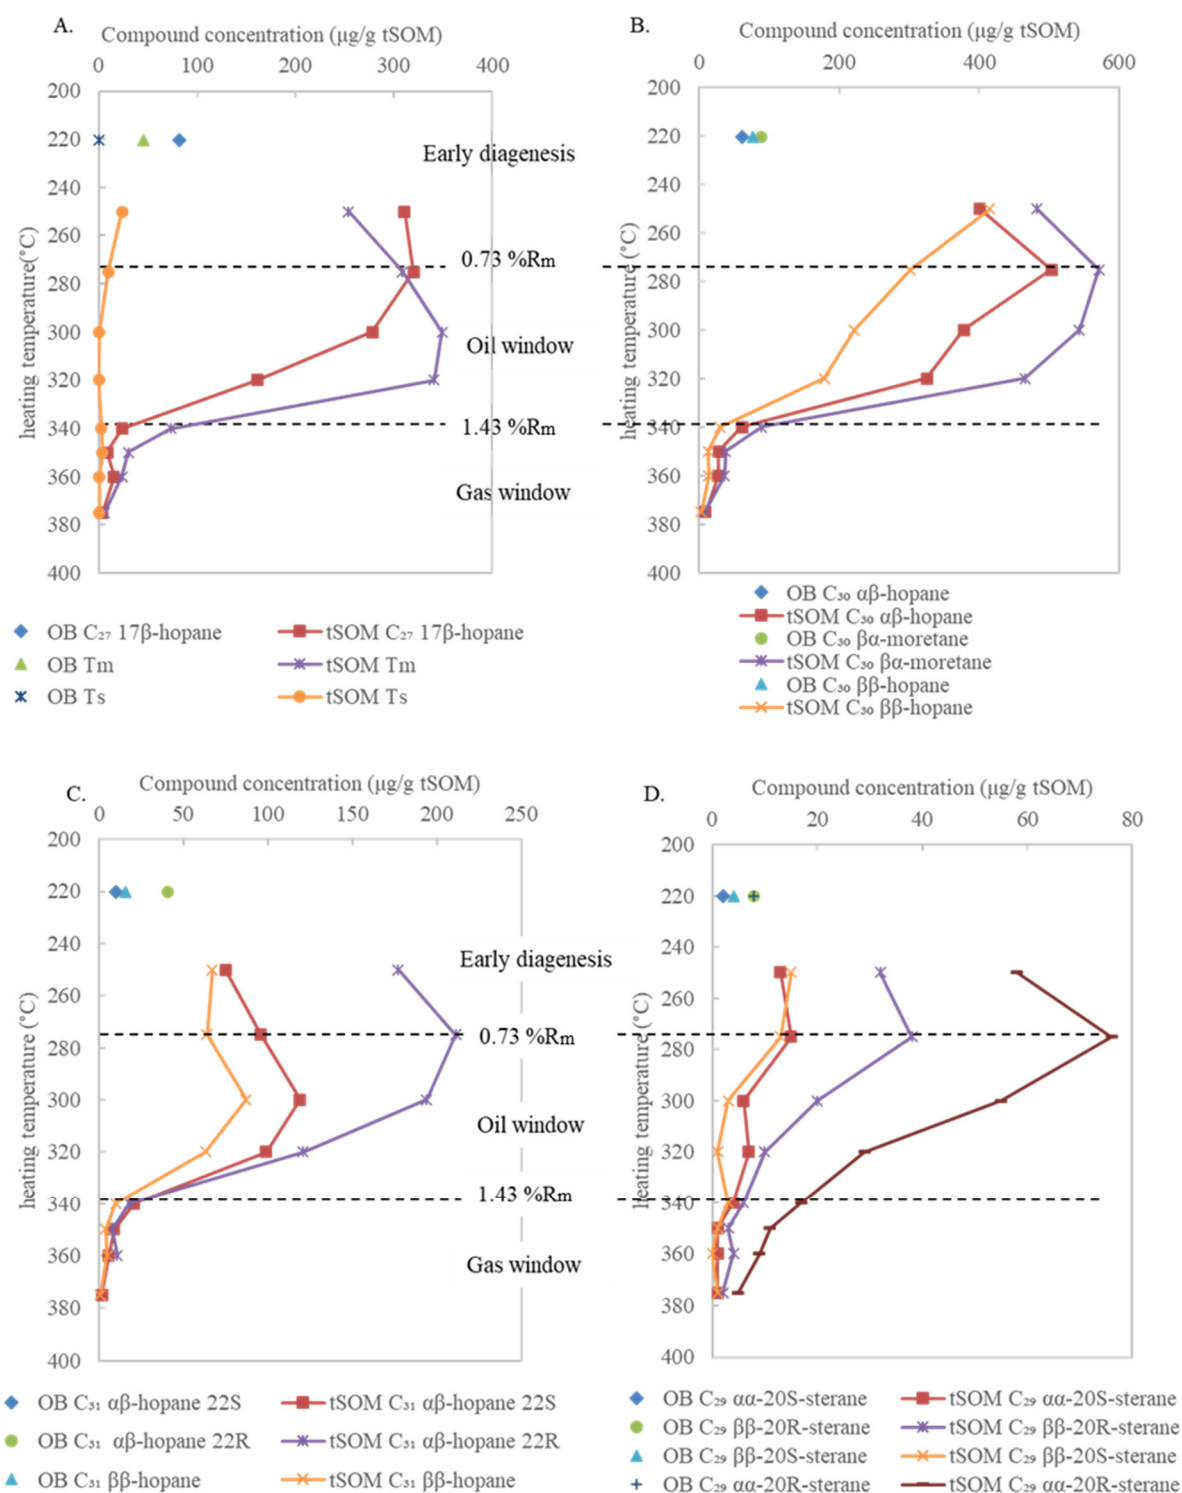 A.
Compound concentration (μg/g tSOM)
0 100 200 300 400
200
220
240
260
280
300
320
340
360
380
400
heating temperature(°C)
Early diagenesis
0.73 %Rm
Oil window
1.43 %Rm
Gas window
OB C₂₇ 17β-hopane
tSOM C₂₇ 17β-hopane
OB Tm
tSOM Tm
OB Ts
tSOM Ts
B.
Compound concentration (μg/g tSOM)
0 200 400 600
200
220
240
260
280
300
320
340
360
380
400
heating temperature (°C)
OB C₃₀ αβ-hopane
tSOM C₃₀ αβ-hopane
OB C₃₀ βα-moretane
tSOM C₃₀ βα-moretane
OB C₃₀ ββ-hopane
tSOM C₃₀ ββ-hopane
C.
Compound concentration (μg/g tSOM)
0 50 100 150 200 250
200
220
240
260
280
300
320
340
360
380
400
heating temperature (°C)
Early diagenesis
0.73 %Rm
Oil window
1.43 %Rm
Gas window
OB C₃₁ αβ-hopane 22S
tSOM C₃₁ αβ-hopane 22S
OB C₃₁ αβ-hopane 22R
tSOM C₃₁ αβ-hopane 22R
OB C₃₁ ββ-hopane
tSOM C₃₁ ββ-hopane
D.
Compound concentration (μg/g tSOM)
0 20 40 60 80
200
220
240
260
280
300
320
340
360
380
400
heating temperature (°C)
OB C₂₉ αα-20S-sterane
tSOM C₂₉ αα-20S-sterane
OB C₂₉ ββ-20R-sterane
tSOM C₂₉ ββ-20R-sterane
OB C₂₉ ββ-20S-sterane
tSOM C₂₉ ββ-20S-sterane
OB C₂₉ αα-20R-sterane
tSOM C₂₉ αα-20R-sterane